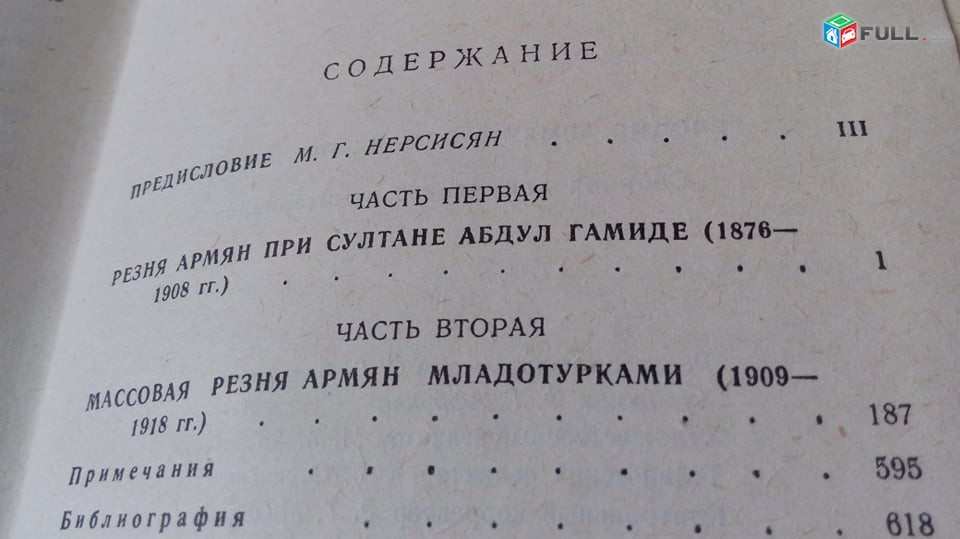 FULL
СОДЕРЖАНИЕ
ПРЕДИСЛОВИЕ М. Г. НЕРСИСЯН . . . . . III
ЧАСТЬ ПЕРВАЯ
РЕЗНЯ АРМЯН ПРИ СУЛТАНЕ АБДУЛ ГАМИДЕ (1876—
1908 гг.) . . . . . . . . . . 1
ЧАСТЬ ВТОРАЯ
МАССОВАЯ РЕЗНЯ АРМЯН МЛАДОТУРКАМИ (1909—
1918 гг.) . . . . . . . . . . 187
Примечания . . . . . . . . . 595
Библиография . . . . . . . . 618